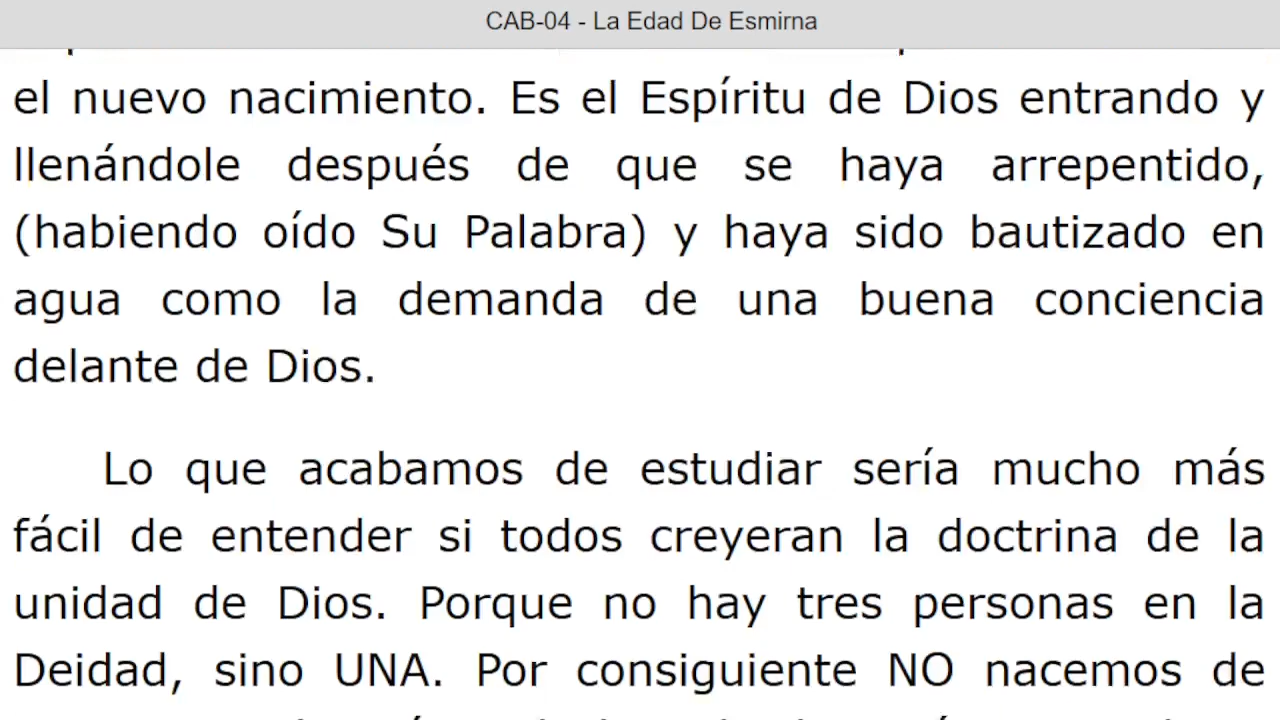 CAB-04 - La Edad De Esmirna
el nuevo nacimiento. Es el Espíritu de Dios entrando y
llenándole después de que se haya arrepentido,
(habiendo oído Su Palabra) y haya sido bautizado en
agua como la demanda de una buena conciencia
delante de Dios.
Lo que acabamos de estudiar sería mucho más
fácil de entender si todos creyeran la doctrina de la
unidad de Dios. Porque no hay tres personas en la
Deidad, sino UNA. Por consiguiente NO nacemos de